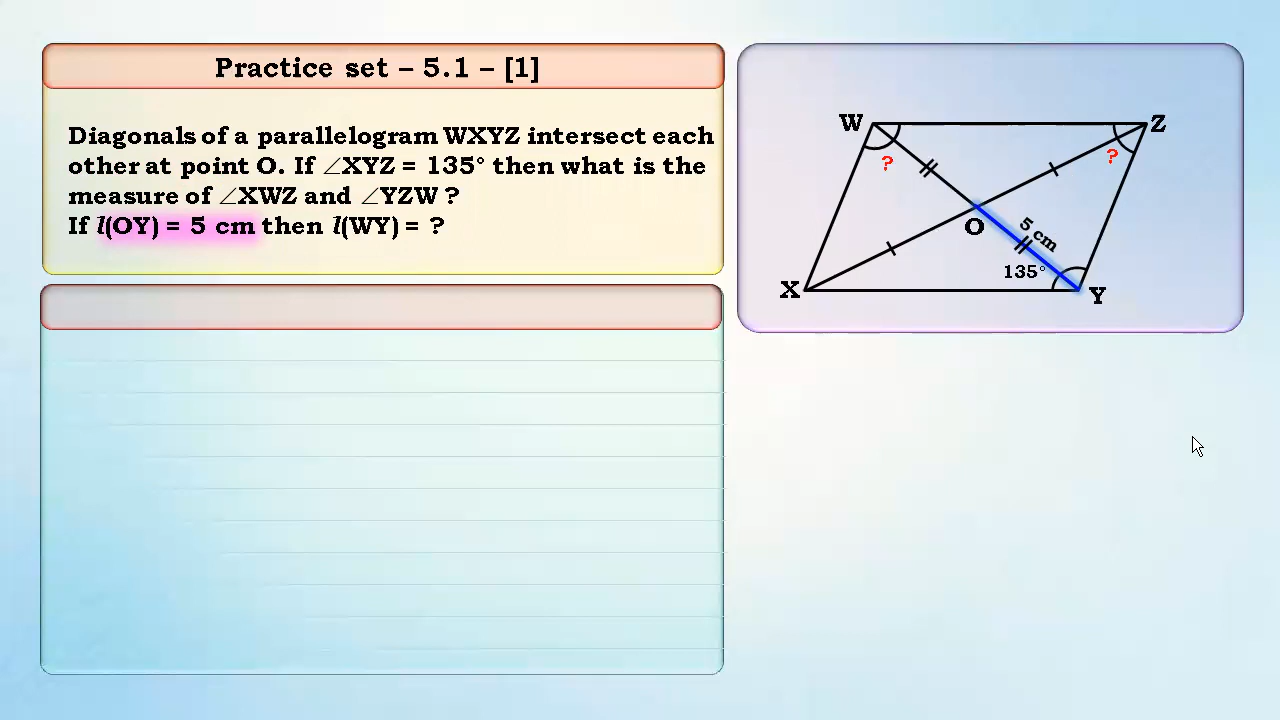 Practice set – 5.1 – [1]
Diagonals of a parallelogram WXYZ intersect each
other at point O. If ∠XYZ = 135° then what is the
measure of ∠XWZ and ∠YZW ?
If l(OY) = 5 cm then l(WY) = ?
W
Z
?
?
O
5 cm
135°
X
Y